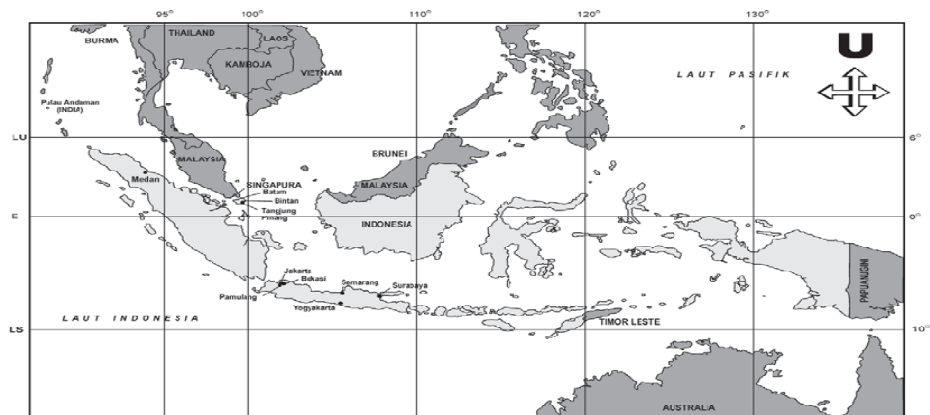 95° 100° 110° 120° 130°
BURMA
THAILAND
LAOS
KAMBOJA
VIETNAM
U
LAUT PASIFIK
Pulau Andaman
(INDIA)
LU
6°
MALAYSIA
BRUNEI
Medan
MALAYSIA
SINGAPURA
Batam
Bintan
Tangjung
Pinang
E
0°
INDONESIA
Jakarta
Bekasi
Semarang
Surabaya
Pamulang
Yogyakarta
PAPUANUGINI
LAUT INDONESIA
TIMOR LESTE
LS
10°
AUSTRALIA